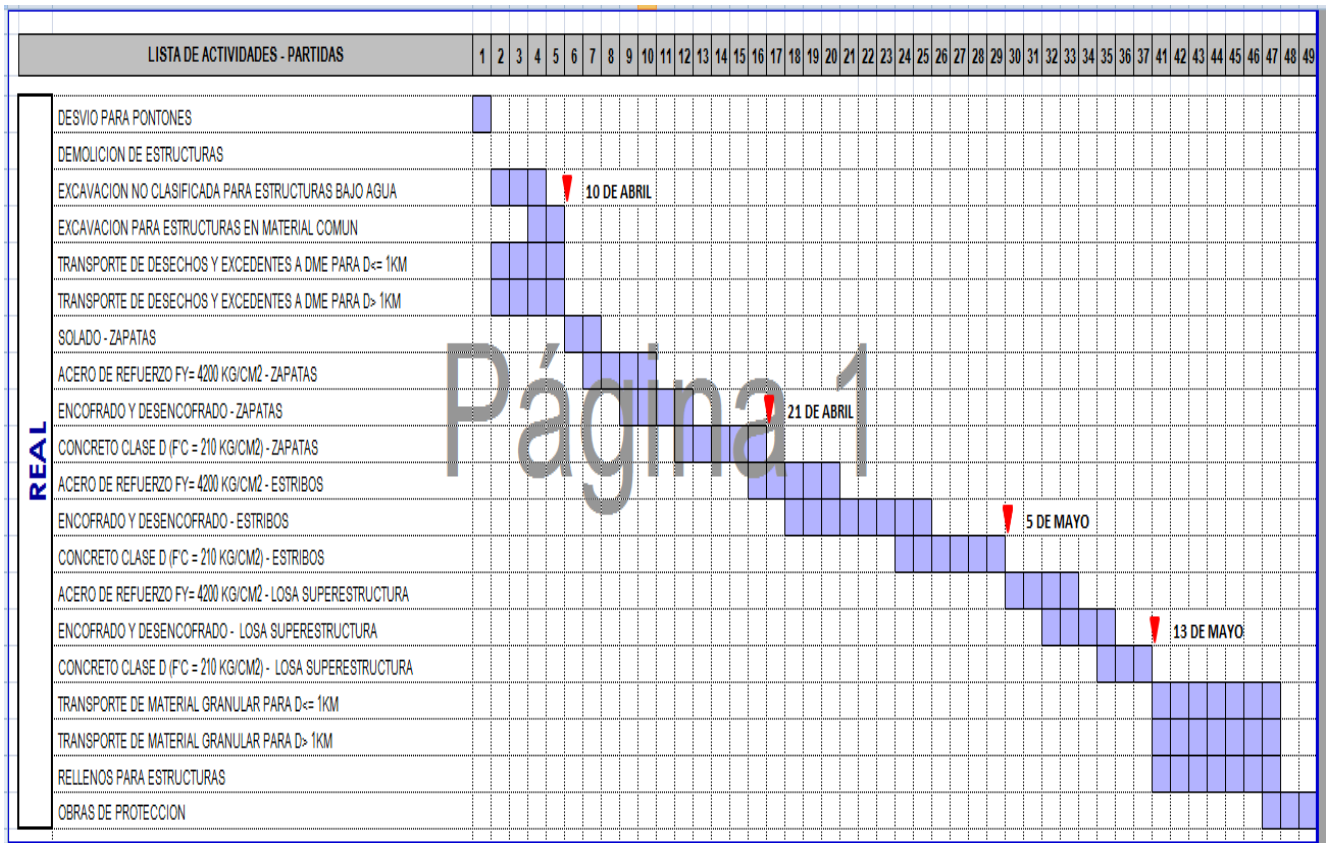 LISTA DE ACTIVIDADES - PARTIDAS 1 2 3 4 5 6 7 8 9 10 11 12 13 14 15 16 17 18 19 20 21 22 23 24 25 26 27 28 29 30 31 32 33 34 35 36 37 41 42 43 44 45 46 47 48 49
REAL
DESVIO PARA PONTONES
DEMOLICION DE ESTRUCTURAS
EXCAVACION NO CLASIFICADA PARA ESTRUCTURAS BAJO AGUA 10 DE ABRIL
EXCAVACION PARA ESTRUCTURAS EN MATERIAL COMUN
TRANSPORTE DE DESECHOS Y EXCEDENTES A DME PARA D<= 1KM
TRANSPORTE DE DESECHOS Y EXCEDENTES A DME PARA D> 1KM
SOLADO - ZAPATAS
ACERO DE REFUERZO FY= 4200 KG/CM2 - ZAPATAS
Página 1
ENCOFRADO Y DESENCOFRADO - ZAPATAS 21 DE ABRIL
CONCRETO CLASE D (F'C = 210 KG/CM2) - ZAPATAS
ACERO DE REFUERZO FY= 4200 KG/CM2 - ESTRIBOS
ENCOFRADO Y DESENCOFRADO - ESTRIBOS 5 DE MAYO
CONCRETO CLASE D (F'C = 210 KG/CM2) - ESTRIBOS
ACERO DE REFUERZO FY= 4200 KG/CM2 - LOSA SUPERESTRUCTURA
ENCOFRADO Y DESENCOFRADO - LOSA SUPERESTRUCTURA 13 DE MAYO
CONCRETO CLASE D (F'C = 210 KG/CM2) - LOSA SUPERESTRUCTURA
TRANSPORTE DE MATERIAL GRANULAR PARA D<= 1KM
TRANSPORTE DE MATERIAL GRANULAR PARA D> 1KM
RELLENOS PARA ESTRUCTURAS
OBRAS DE PROTECCION